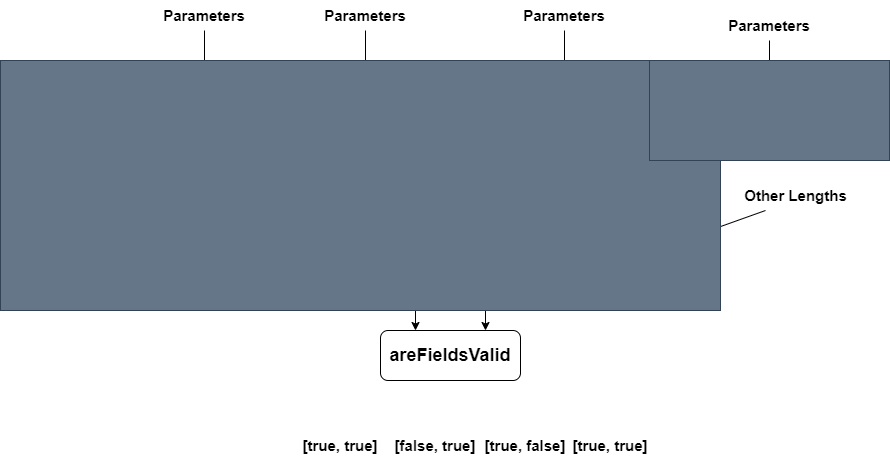 Parameters Parameters Parameters Parameters
Other Lengths
areFieldsValid
[true, true] [false, true] [true, false] [true, true]